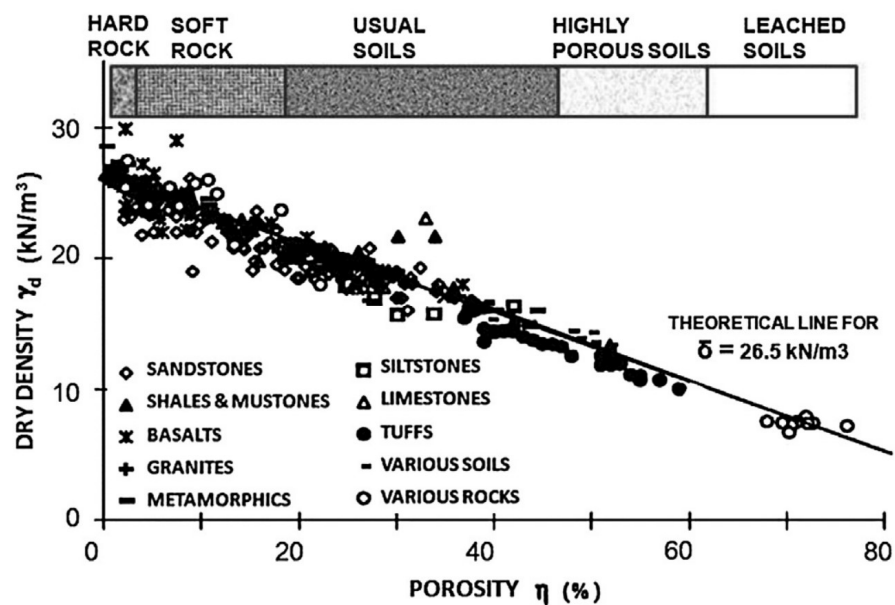 HARD ROCK
SOFT ROCK
USUAL SOILS
HIGHLY POROUS SOILS
LEACHED SOILS
30
20
10
0
DRY DENSITY γd (kN/m³)
THEORETICAL LINE FOR
δ̄ = 26.5 kN/m3
SANDSTONES
SHALES & MUSTONES
BASALTS
GRANITES
METAMORPHICS
SILTSTONES
LIMESTONES
TUFFS
VARIOUS SOILS
VARIOUS ROCKS
0 20 40 60 80
POROSITY η (%)